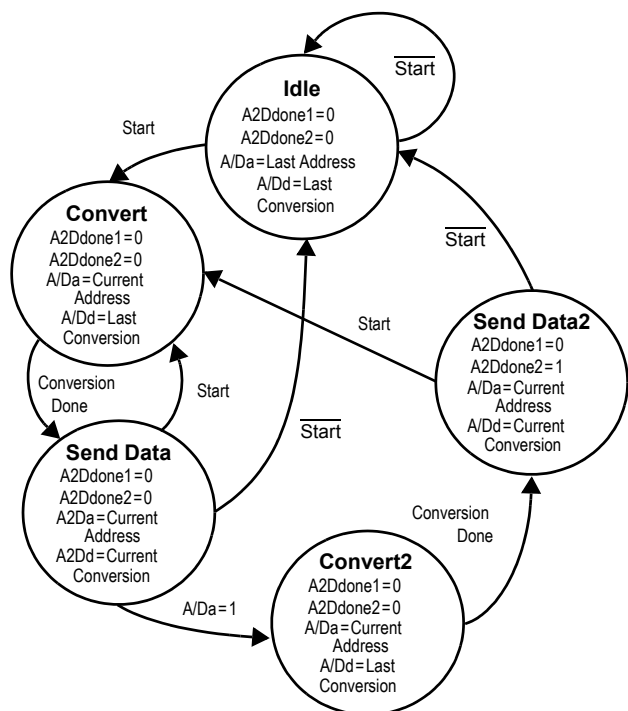 Start
Idle
A2Ddone1=0
A2Ddone2=0
A/Da=Last Address
A/Dd=Last
Conversion
Start
Convert
A2Ddone1=0
A2Ddone2=0
A/Da=Current
Address
A/Dd=Last
Conversion
Start
Start
Send Data2
A2Ddone1=0
A2Ddone2=1
A/Da=Current
Address
A/Dd=Current
Conversion
Conversion
Done
Start
Start
Send Data
A2Ddone1=0
A2Ddone2=0
A2Da=Current
Address
A2Dd=Current
Conversion
Conversion
Done
A/Da=1
Convert2
A2Ddone1=0
A2Ddone2=0
A/Da=Current
Address
A/Dd=Last
Conversion